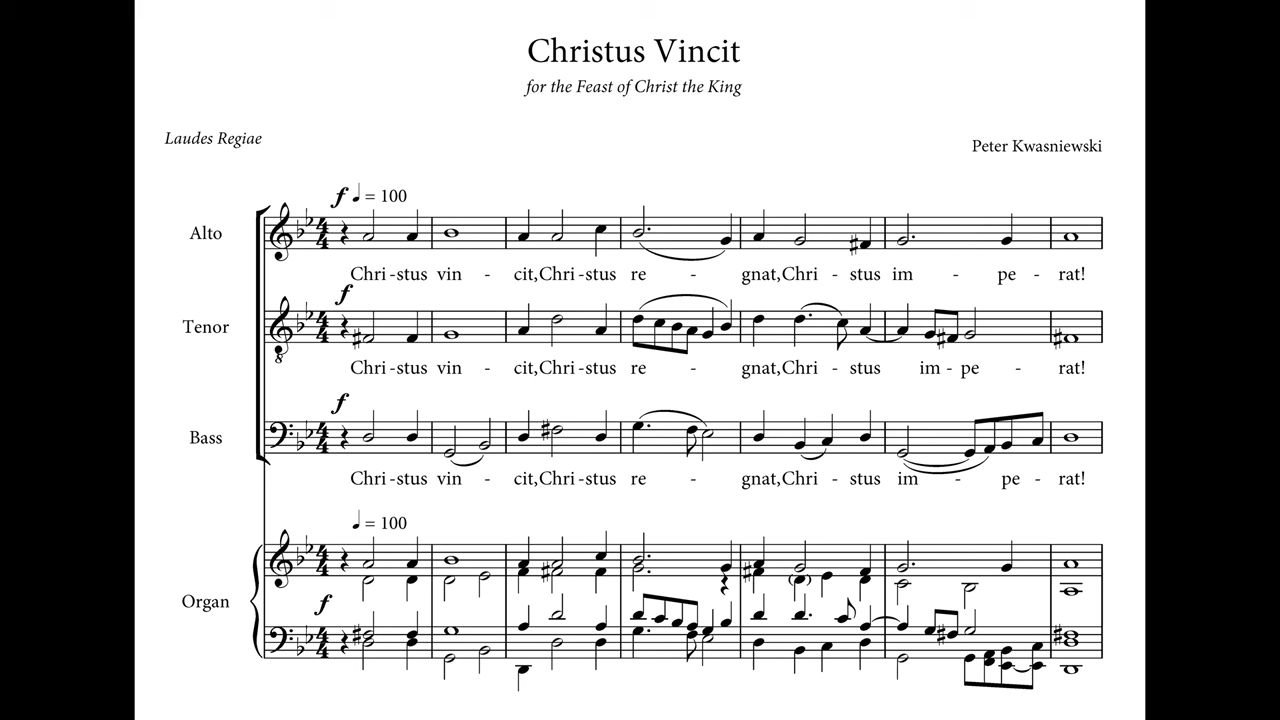 Christus Vincit
for the Feast of Christ the King
Laudes Regiae
Peter Kwasniewski
f ♩ = 100
Alto
Chri - stus vin - cit, Chri - stus re - gnat, Chri - stus im - pe - rat!
f
Tenor
8
Chri - stus vin - cit, Chri - stus re - gnat, Chri - stus im - pe - rat!
f
Bass
Chri - stus vin - cit, Chri - stus re - gnat, Chri - stus im - pe - rat!
♩ = 100
Organ
f